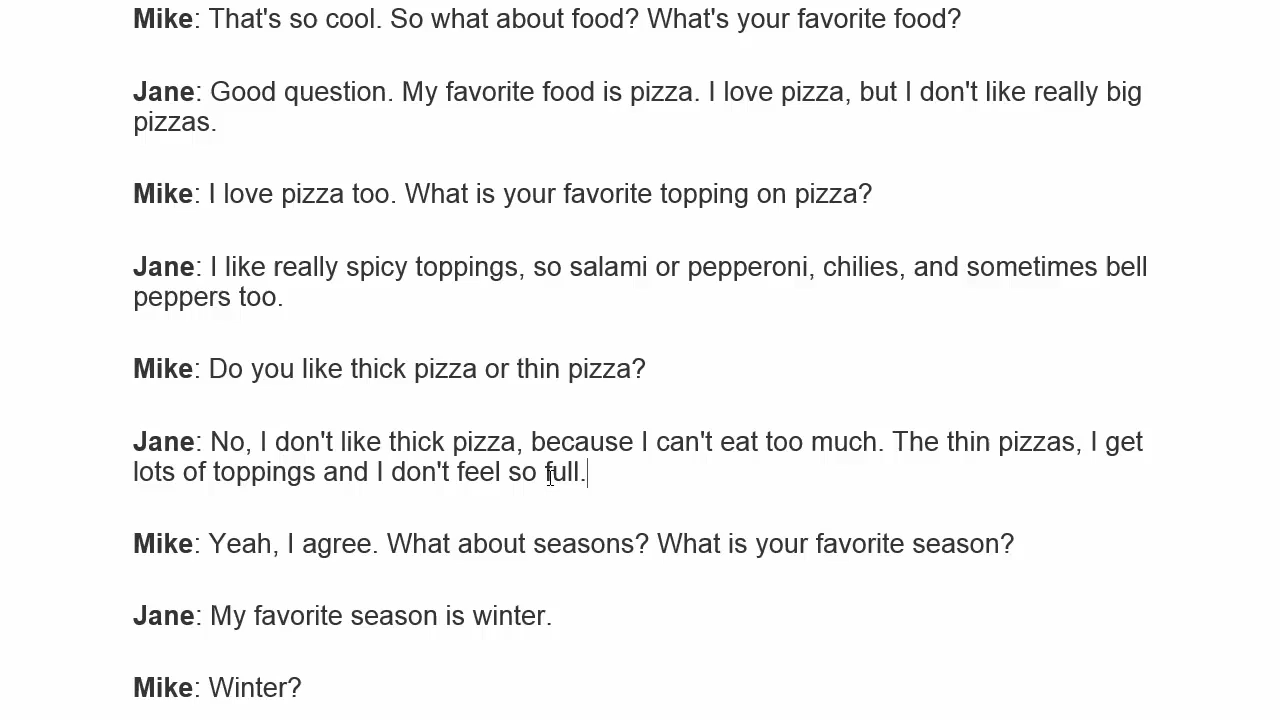 Mike: That's so cool. So what about food? What's your favorite food?
Jane: Good question. My favorite food is pizza. I love pizza, but I don't like really big
pizzas.
Mike: I love pizza too. What is your favorite topping on pizza?
Jane: I like really spicy toppings, so salami or pepperoni, chilies, and sometimes bell
peppers too.
Mike: Do you like thick pizza or thin pizza?
Jane: No, I don't like thick pizza, because I can't eat too much. The thin pizzas, I get
lots of toppings and I don't feel so full.
Mike: Yeah, I agree. What about seasons? What is your favorite season?
Jane: My favorite season is winter.
Mike: Winter?